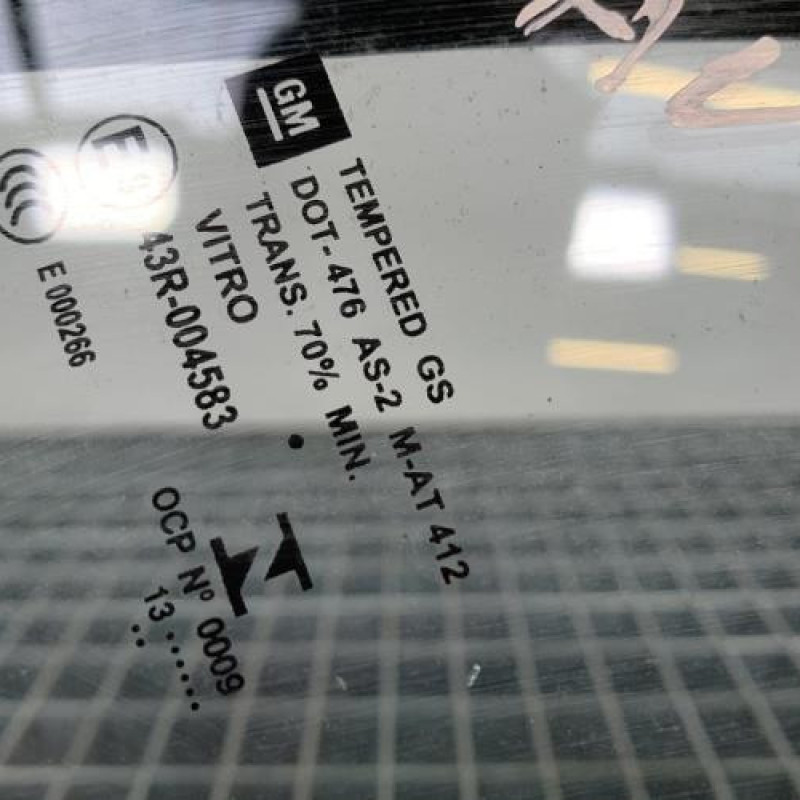 GM
TEMPERED GS
DOT-476 AS-2 M-AT 412
TRANS. 70% MIN.
VITRO
43R-004583
E 000266
OCP Nº 0009
13 ......
..